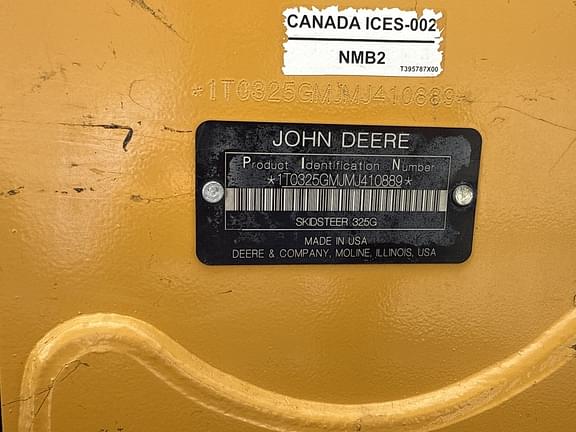 CANADA ICES-002
NMB2
T395787X00
*1T0325GMJMJ410889*
JOHN DEERE
Product Identification Number
*1T0325GMJMJ410889*
SKIDSTEER 325G
MADE IN USA
DEERE & COMPANY, MOLINE, ILLINOIS, USA